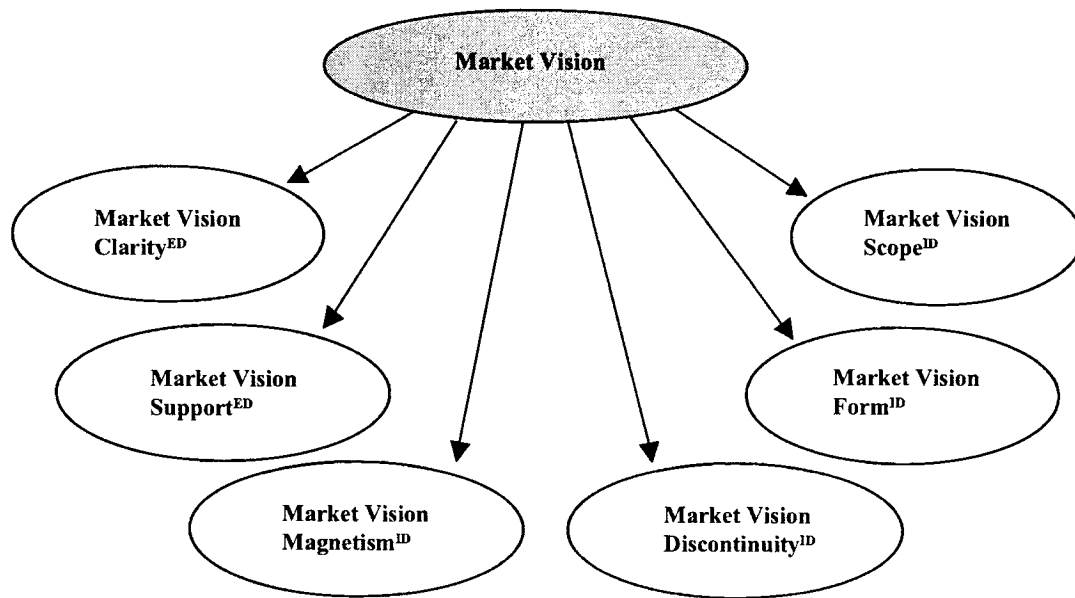 Market Vision
Market Vision
Clarity^ED
Market Vision
Scope^ID
Market Vision
Support^ED
Market Vision
Form^ID
Market Vision
Magnetism^ID
Market Vision
Discontinuity^ID